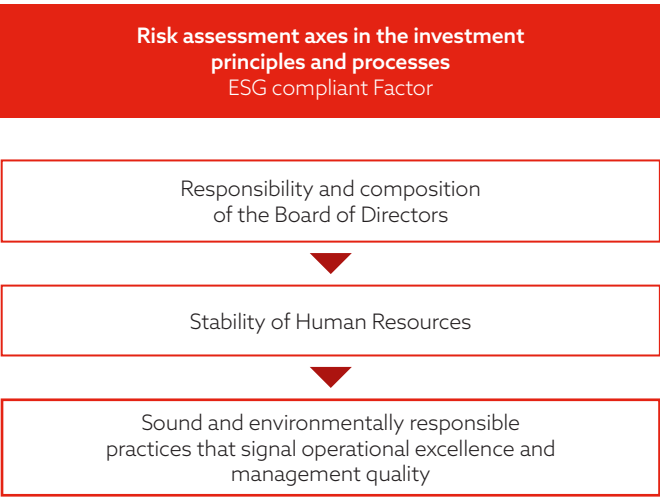 Risk assessment axes in the investment
principles and processes
ESG compliant Factor
Responsibility and composition
of the Board of Directors
Stability of Human Resources
Sound and environmentally responsible
practices that signal operational excellence and
management quality